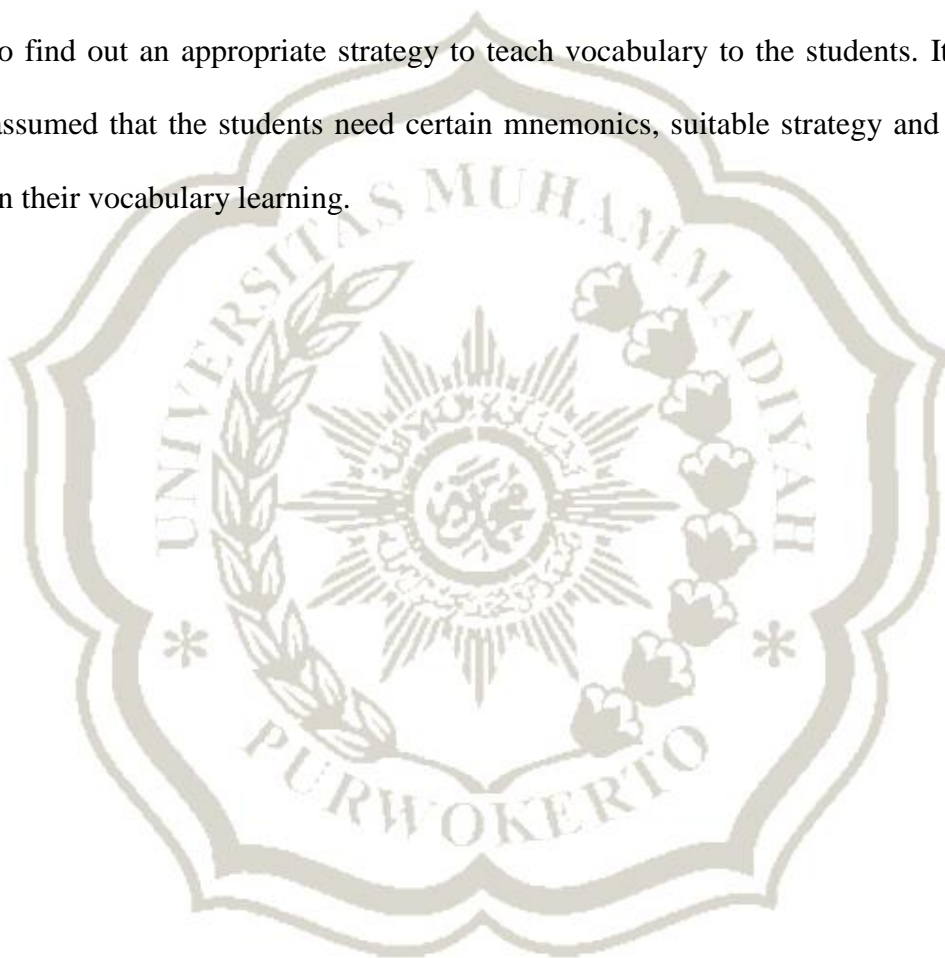 o find out an appropriate strategy to teach vocabulary to the students. It
assumed that the students need certain mnemonics, suitable strategy and
n their vocabulary learning.
UNIVERSITAS MUHAMMADIYAH
PURWOKERTO